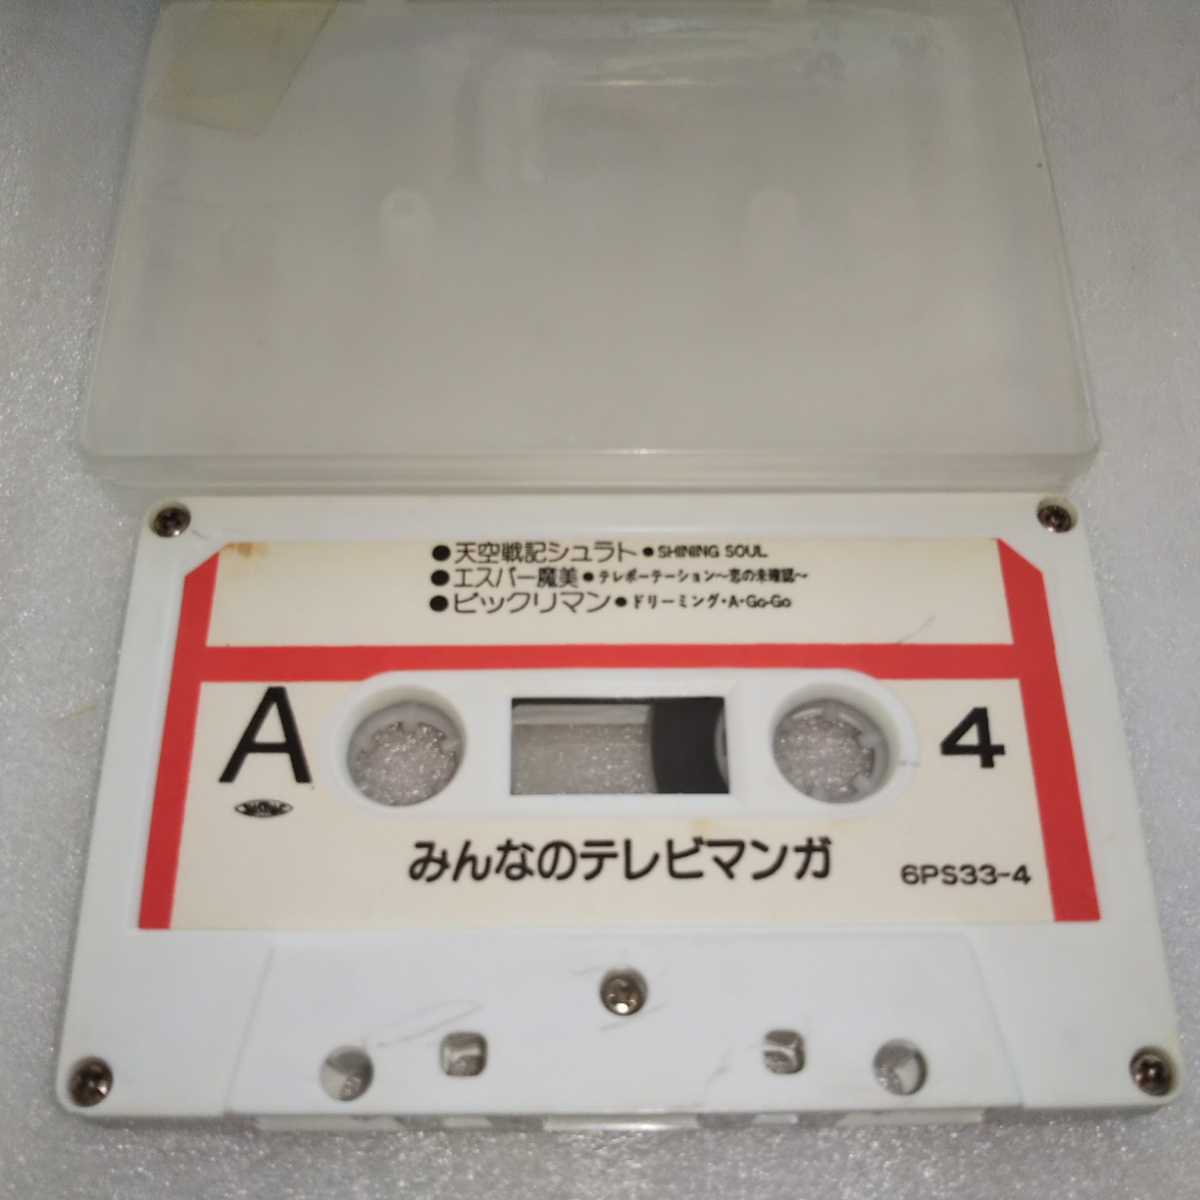 ●天空戦記シュラト●SHINING SOUL
●エスパー魔美●テレポーテーション〜恋の未確認〜
●ビックリマン●ドリーミング・A・Go-Go
A
4
みんなのテレビマンガ
6PS33-4